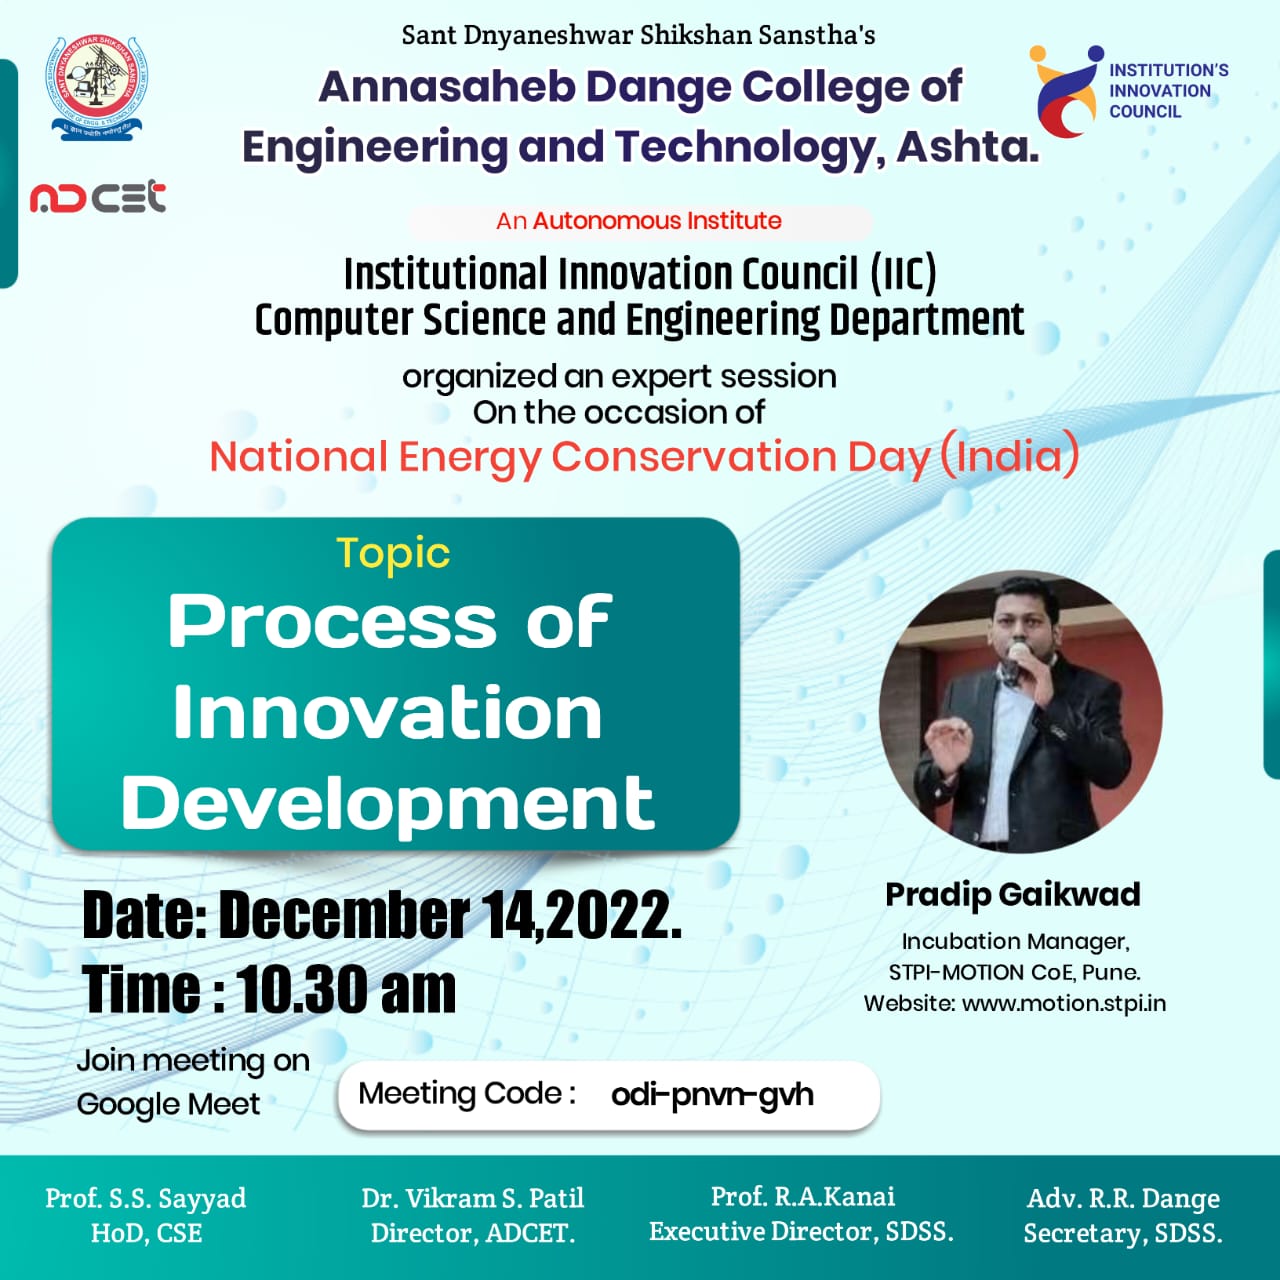 Sant Dnyaneshwar Shikshan Sanstha's
Annasaheb Dange College of
Engineering and Technology, Ashta.
INSTITUTION'S
INNOVATION
COUNCIL
SANT DNYANESHWAR SHIKSHAN SANSTHA
ADCET
An Autonomous Institute
Institutional Innovation Council (IIC)
Computer Science and Engineering Department
organized an expert session
On the occasion of
National Energy Conservation Day (India)
Topic
Process of
Innovation
Development
Date: December 14,2022.
Time : 10.30 am
Join meeting on
Google Meet
Meeting Code : odi-pnvn-gvh
Pradip Gaikwad
Incubation Manager,
STPI-MOTION CoE, Pune.
Website: www.motion.stpi.in
Prof. S.S. Sayyad
HoD, CSE
Dr. Vikram S. Patil
Director, ADCET.
Prof. R.A.Kanai
Executive Director, SDSS.
Adv. R.R. Dange
Secretary, SDSS.